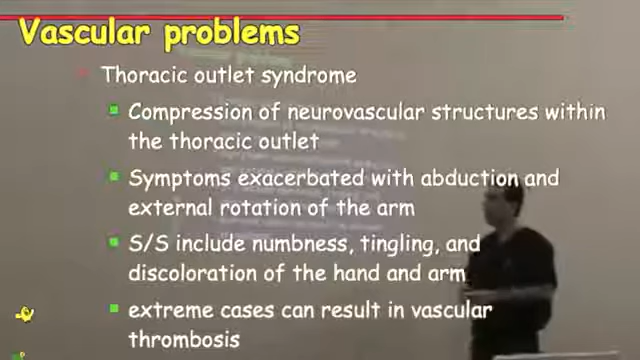 Vascular problems
Thoracic outlet syndrome
Compression of neurovascular structures within
the thoracic outlet
Symptoms exacerbated with abduction and
external rotation of the arm
S/S include numbness, tingling, and
discoloration of the hand and arm
extreme cases can result in vascular
thrombosis